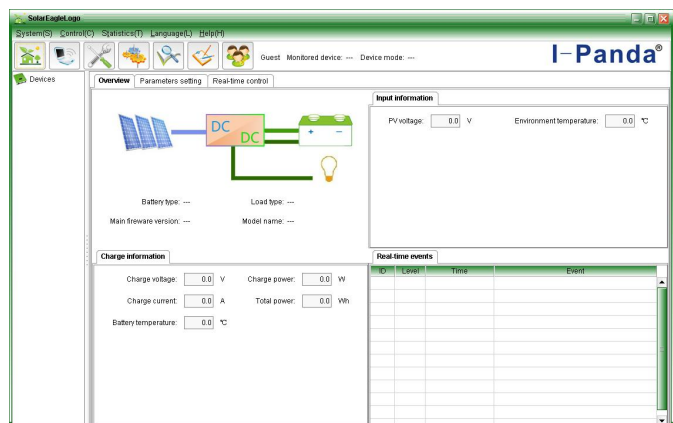 SolarEagleLogo
System(S) Control(C) Statistics(T) Language(L) Help(H)
Guest Monitored device: --- Device mode: ---
I-Panda®
Devices
Overview Parameters setting Real-time control
DC
DC
+ −
Battery type: --- Load type: ---
Main fireware version: --- Model name: ---
Input information
PV voltage: 0.0 V Environment temperature: 0.0 ℃
Charge information
Charge voltage: 0.0 V Charge power: 0.0 W
Charge current: 0.0 A Total power: 0.0 Wh
Battery temperature: 0.0 ℃
Real-time events
ID Level Time Event